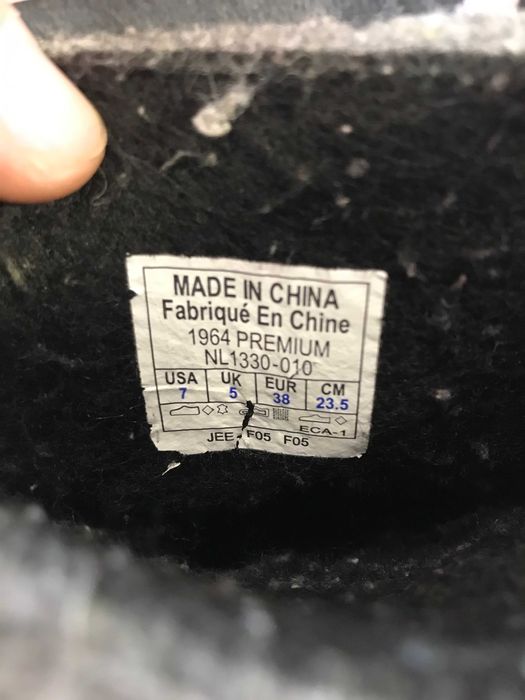 MADE IN CHINA
Fabriqué En Chine
1964 PREMIUM
NL1330-010
USA UK EUR CM
7 5 38 23.5
ECA-1
JEE F05 F05